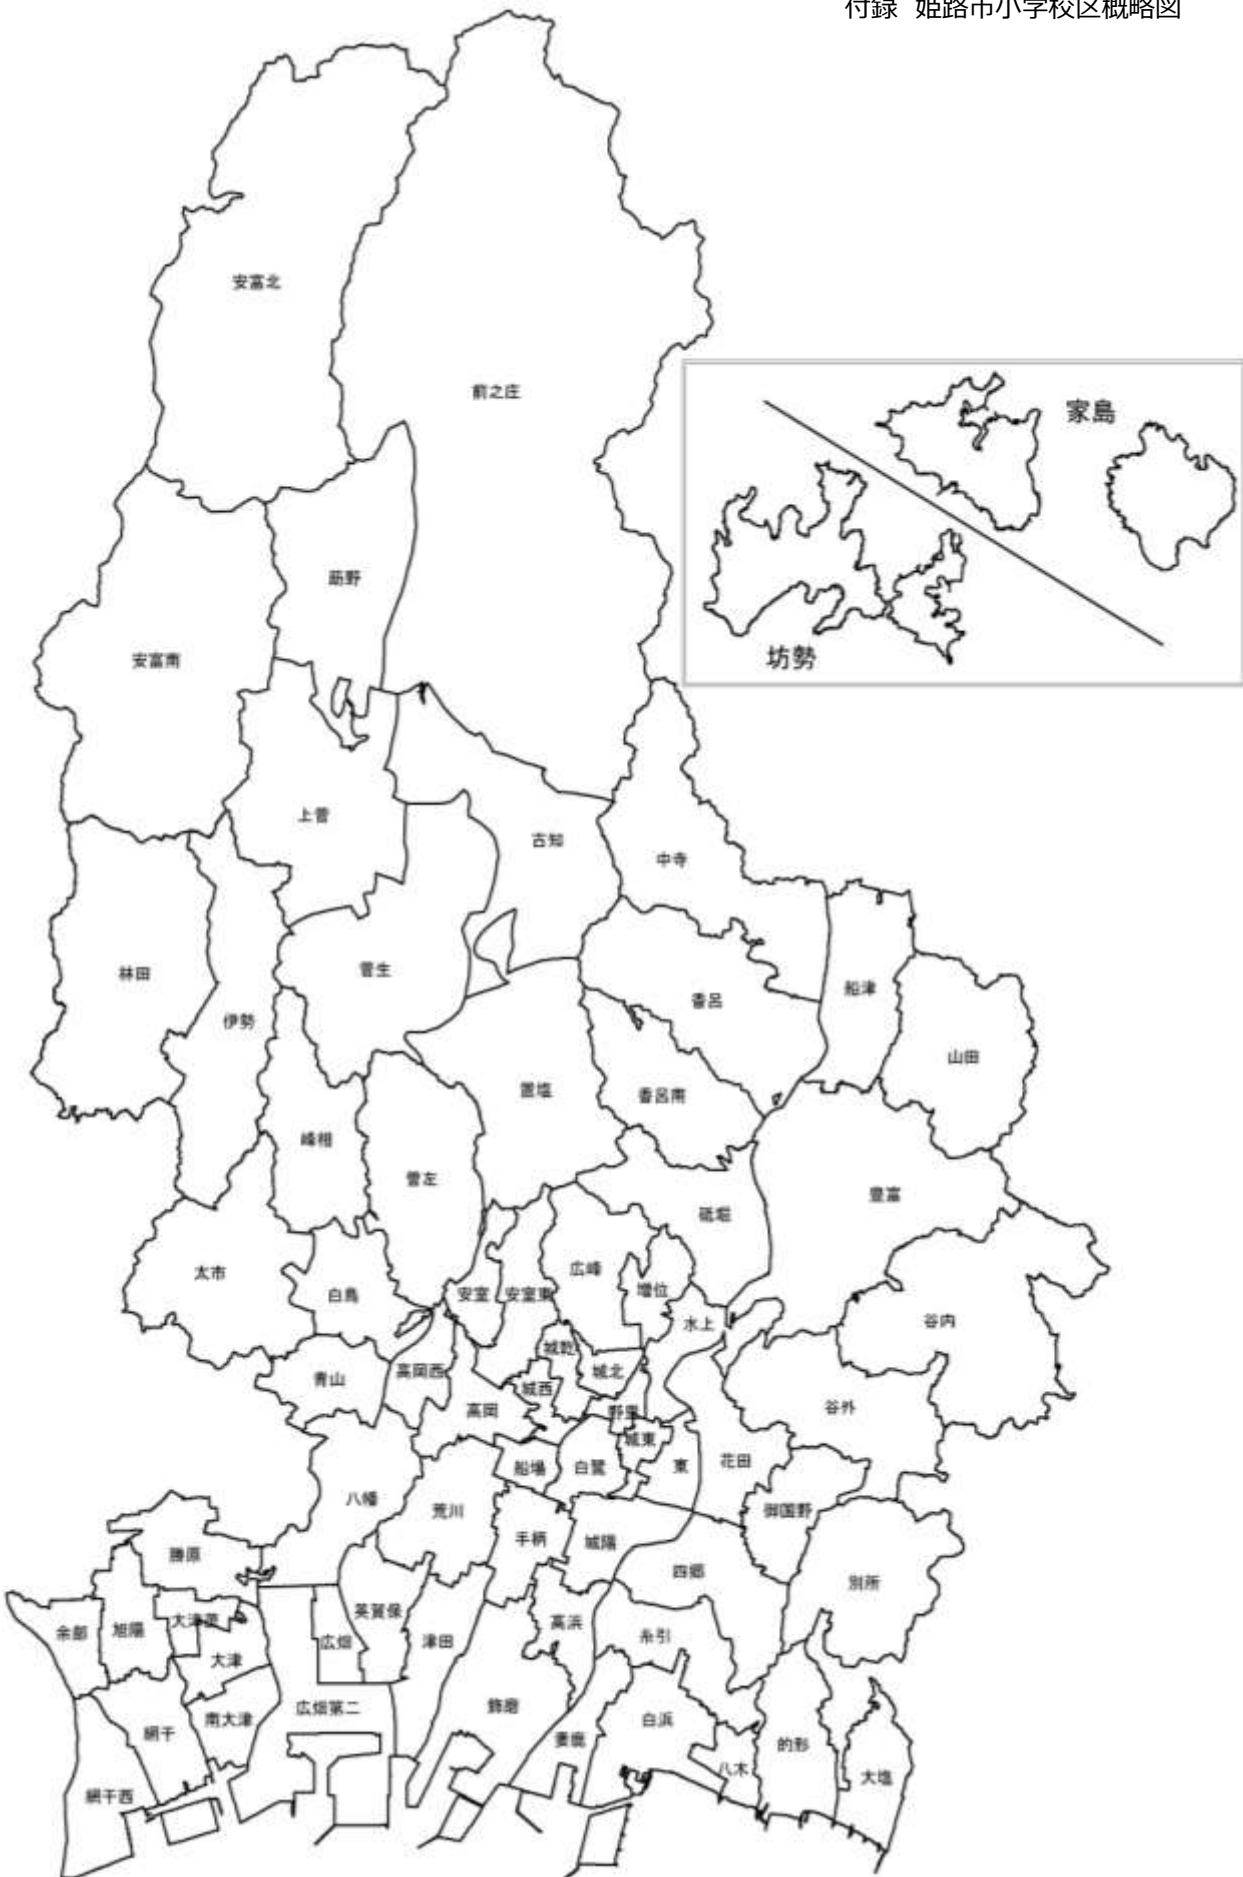 付録 姫路市小学校区概略図
安富北
前之庄
家島
坊勢
莇野
安富南
上菅
古知
中寺
林田
菅生
船津
香呂
伊勢
山田
置塩
香呂南
峰相
菅左
豊富
砥堀
太市
広峰
白鳥
安室
安室東
増位
水上
谷内
城乾
青山
高岡西
城北
城西
高岡
野里
谷外
城東
船場
白鷺
東
花田
八幡
荒川
御国野
手柄
城陽
勝原
四郷
別所
英賀保
余部
旭陽
大津茂
広畑
津田
高浜
糸引
大津
南大津
広畑第二
飾磨
白浜
網干
妻鹿
的形
八木
大塩
網干西